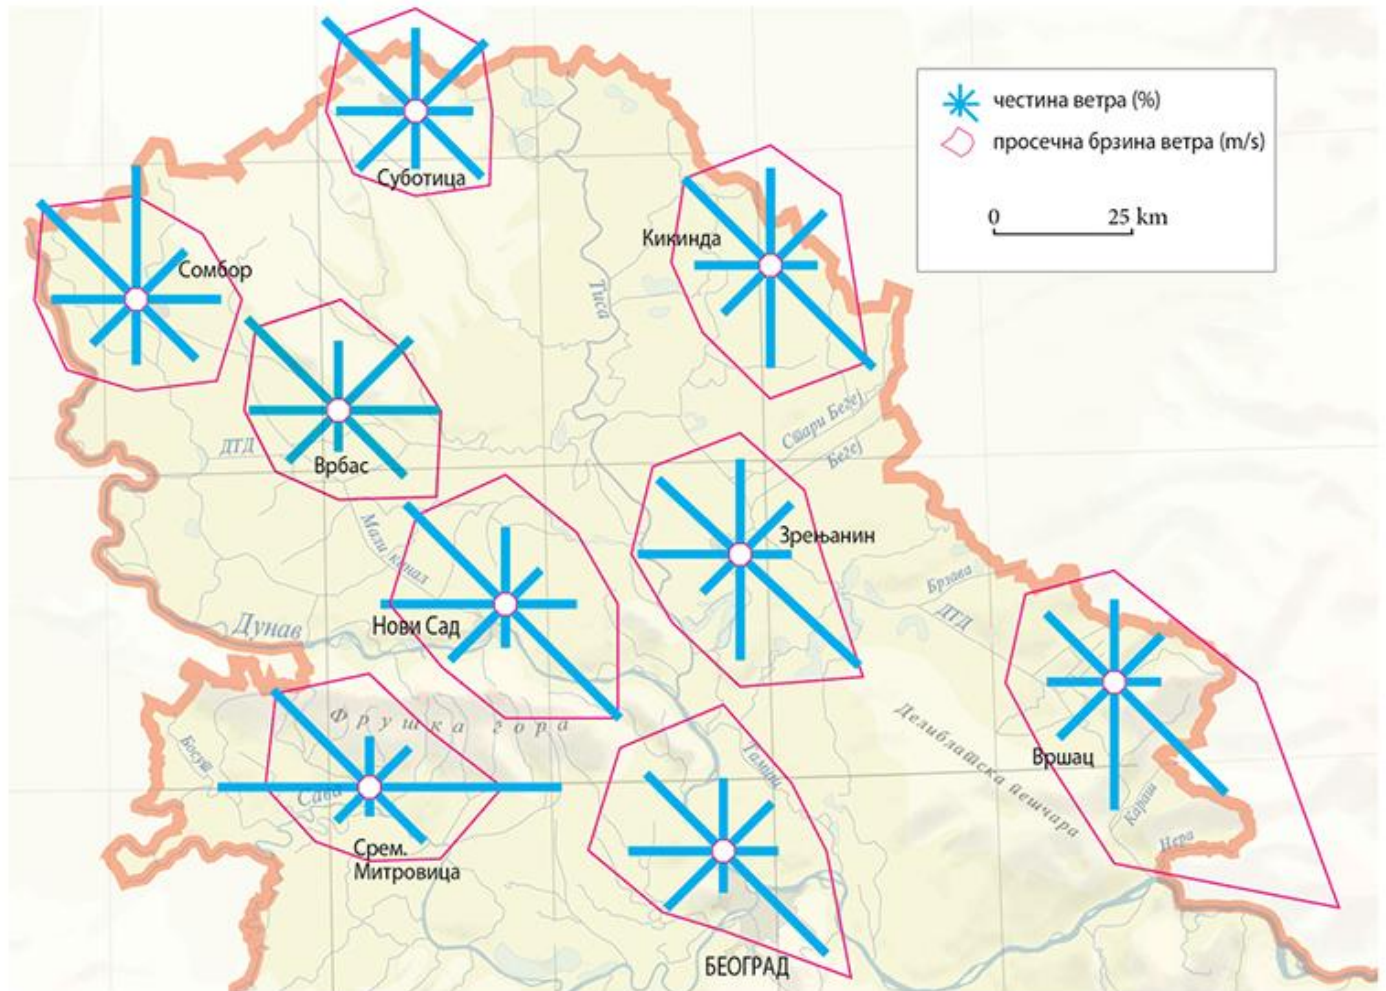 честина ветра (%)
просечна брзина ветра (m/s)
0 25 km
Суботица
Кикинда
Сомбор
Тиса
Врбас
ДТД
Стари Бегеј
Бегеј
Мали канал
Зрењанин
Брзава
ДТД
Нови Сад
Дунав
Фрушка гора
Делиблатска пешчара
Вршац
Тамиш
Босут
Сава
Караш
Нера
Срем.
Митровица
БЕОГРАД